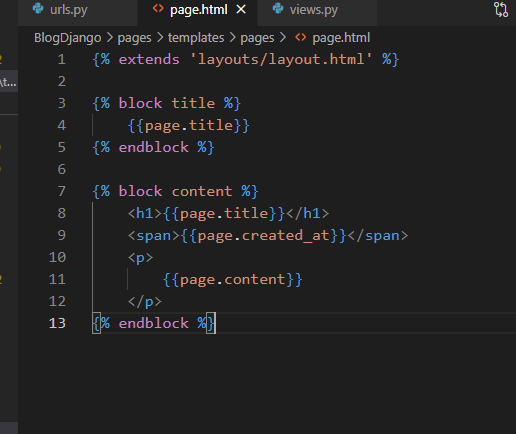 urls.py page.html × views.py
BlogDjango > pages > templates > pages > page.html
1 {% extends 'layouts/layout.html' %}
2
3 {% block title %}
4 {{page.title}}
5 {% endblock %}
6
7 {% block content %}
8 <h1>{{page.title}}</h1>
9 <span>{{page.created_at}}</span>
10 <p>
11 {{page.content}}
12 </p>
13 {% endblock %}